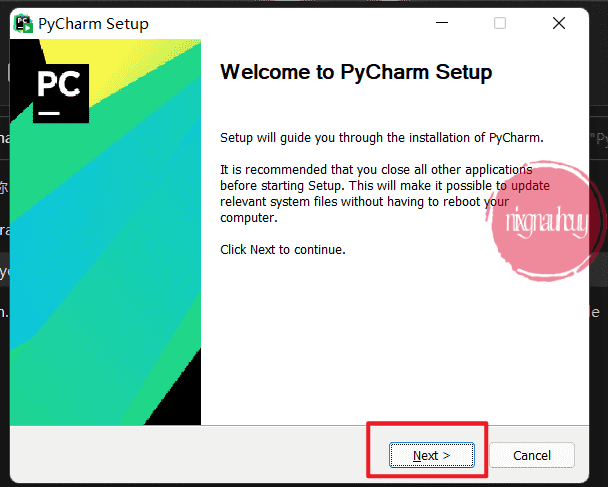 PyCharm Setup
PC
Welcome to PyCharm Setup
Setup will guide you through the installation of PyCharm.
It is recommended that you close all other applications
before starting Setup. This will make it possible to update
relevant system files without having to reboot your
computer.
Click Next to continue.
Next >
Cancel